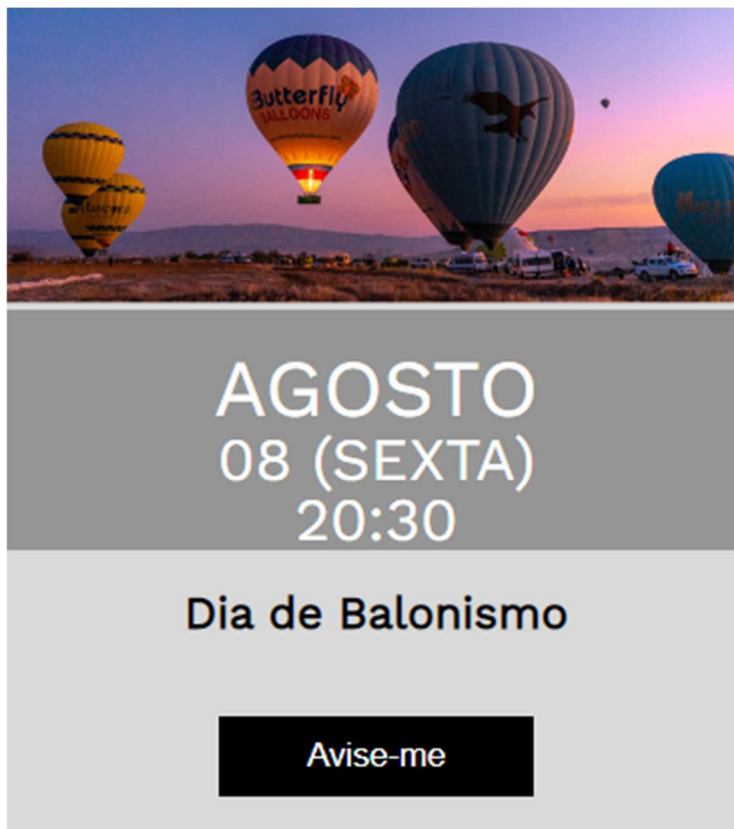 Butterfly
BALLOONS
AGOSTO
08 (SEXTA)
20:30
Dia de Balonismo
Avise-me